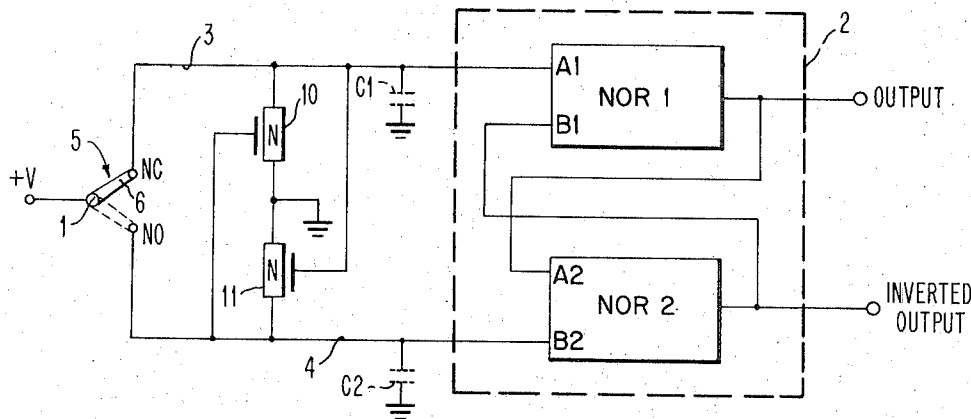 3
10
N
C1
2
A1
NOR 1
B1
OUTPUT
5
NC
+V
1
6
NO
N
11
A2
NOR 2
B2
INVERTED
OUTPUT
4
C2